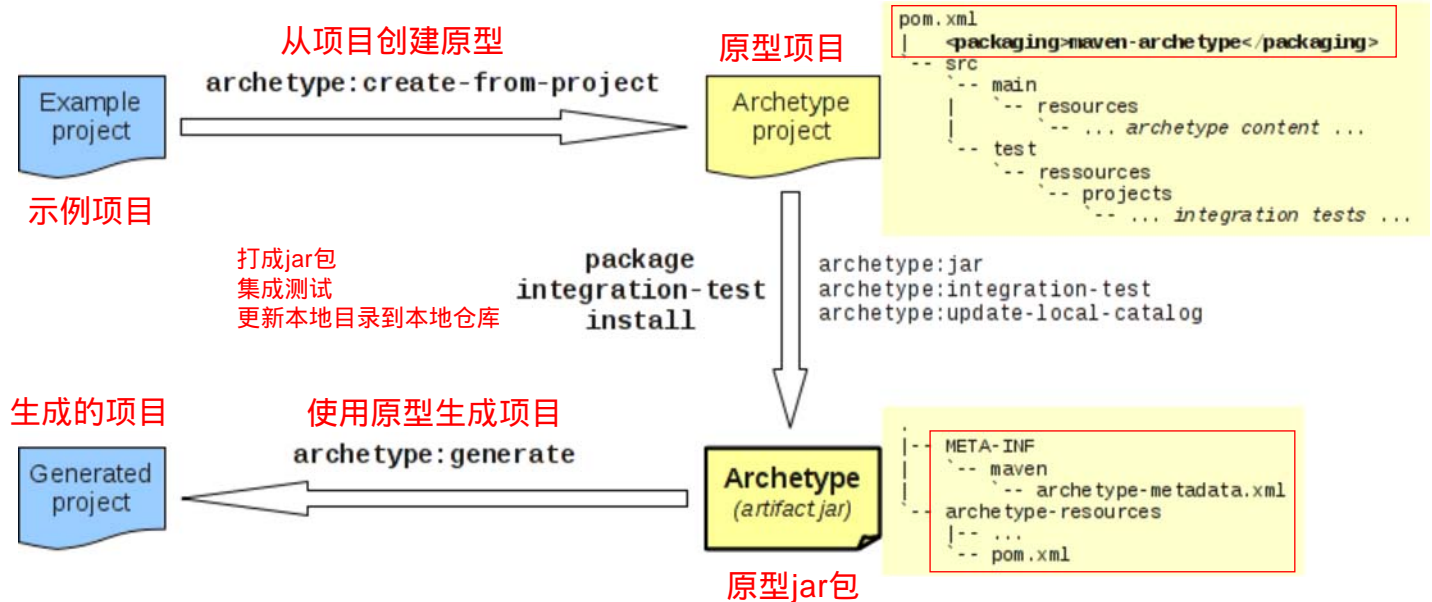 从项目创建原型
archetype:create-from-project
Example
project
示例项目
原型项目
Archetype
project
pom.xml
|   <packaging>maven-archetype</packaging>
`-- src
    `-- main
    |   `-- resources
    |       `-- ... archetype content ...
    `-- test
        `-- ressources
            `-- projects
                `-- ... integration tests ...
打成jar包
集成测试
更新本地目录到本地仓库
package
integration-test
install
archetype:jar
archetype:integration-test
archetype:update-local-catalog
生成的项目
Generated
project
使用原型生成项目
archetype:generate
Archetype
(artifact jar)
原型jar包
.
|-- META-INF
|   `-- maven
|       `-- archetype-metadata.xml
`-- archetype-resources
    |-- ...
    `-- pom.xml